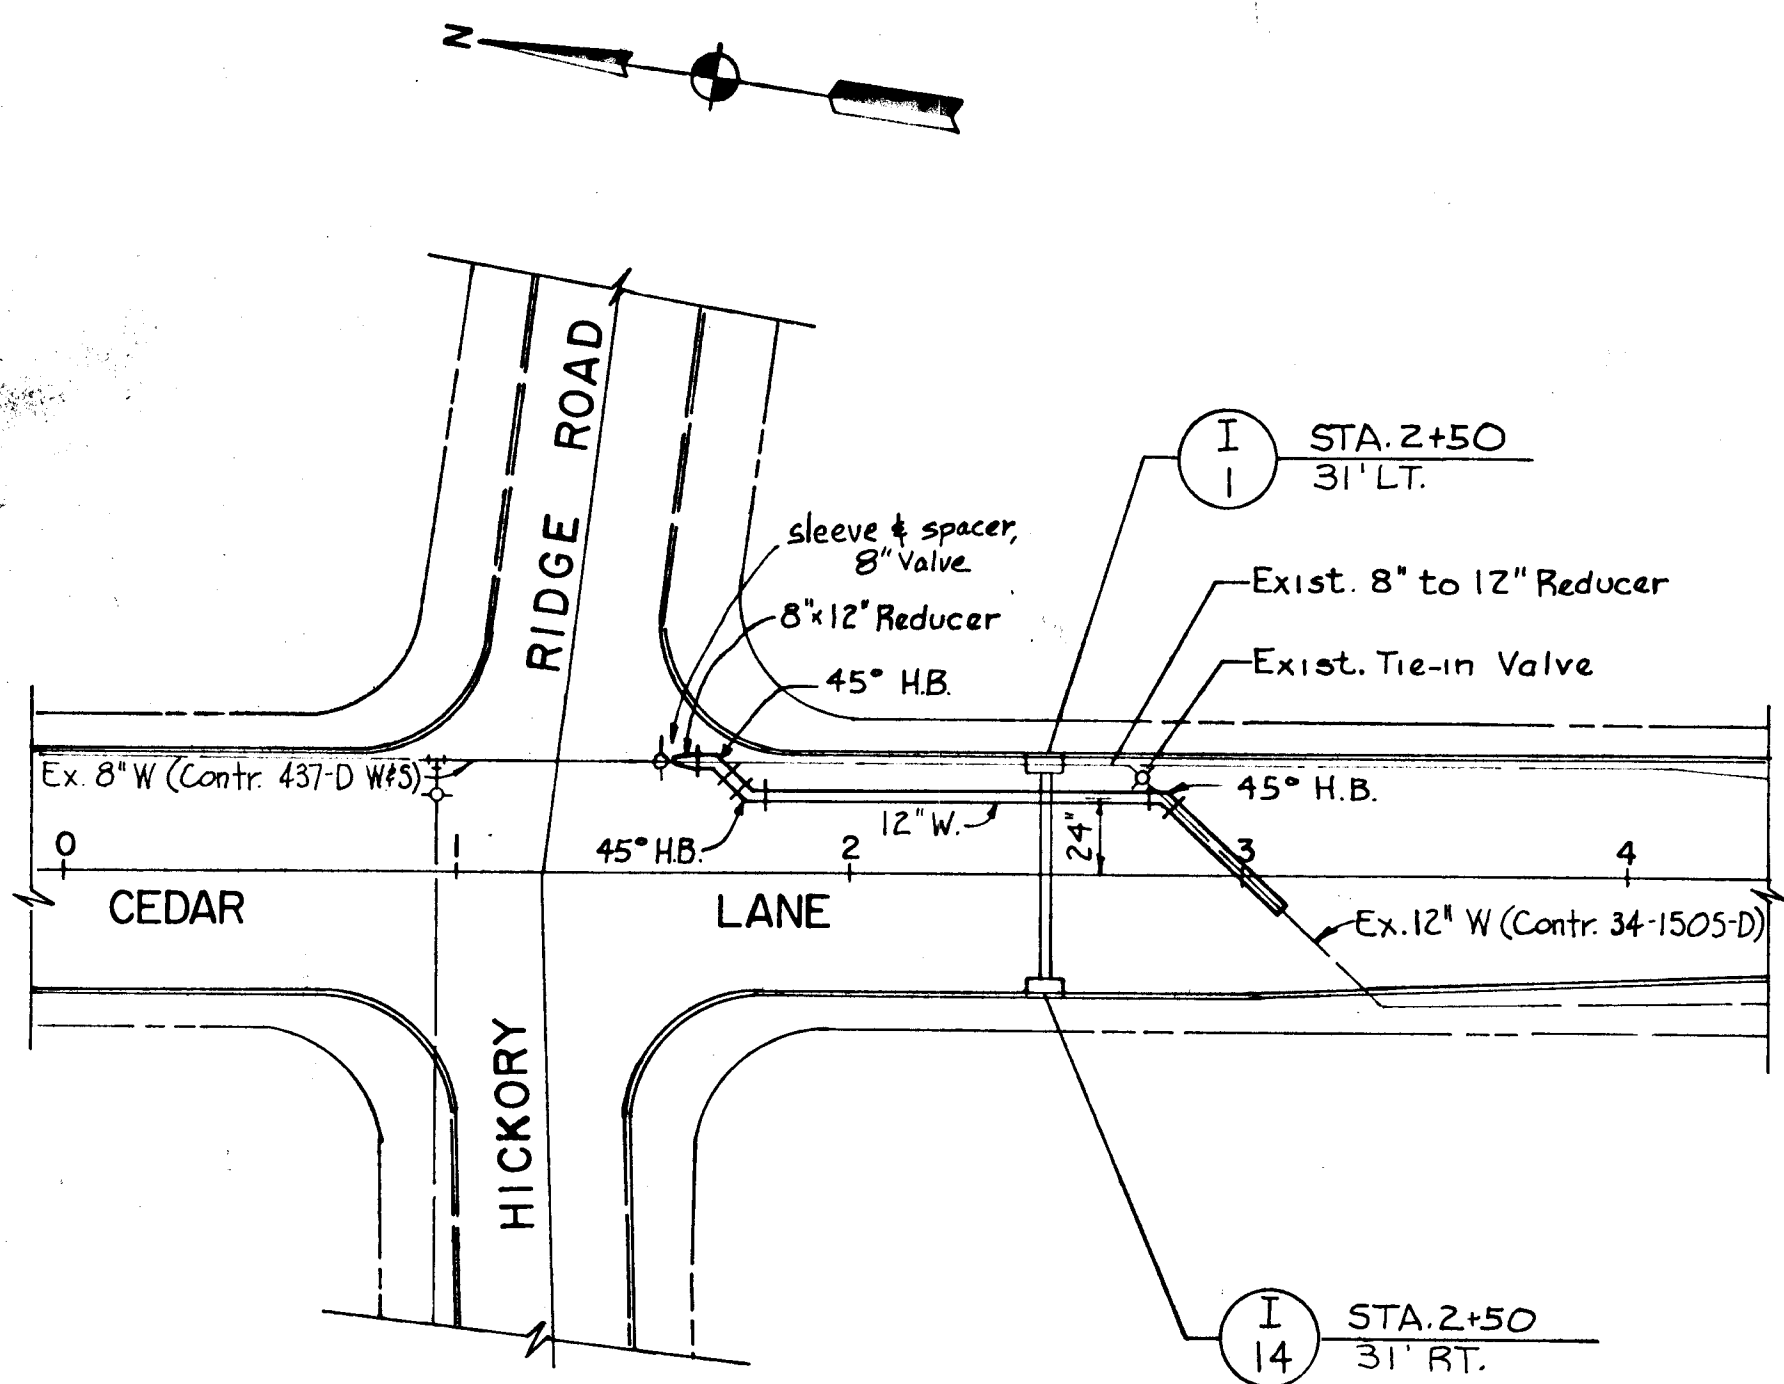 N
RIDGE ROAD
I
1
STA. 2+50
31' LT.
sleeve & spacer,
8" Valve
8"x12" Reducer
45° H.B.
Exist. 8" to 12" Reducer
Exist. Tie-in Valve
Ex. 8" W (Contr. 437-D W&S)
45° H.B.
12" W.
24"
45° H.B.
0
1
2
3
4
CEDAR LANE
Ex. 12" W (Contr. 34-1505-D)
HICKORY
I
14
STA. 2+50
31' RT.